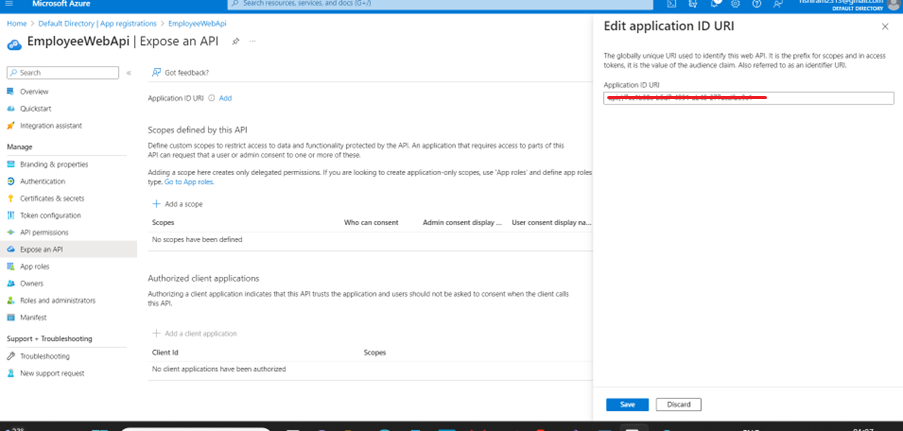 Microsoft Azure
Search resources, services, and docs (G+/)
DEFAULT DIRECTORY
Home > Default Directory | App registrations > EmployeeWebApi >
EmployeeWebApi | Expose an API
Search
Got feedback?
Overview
Quickstart
Integration assistant
Manage
Branding & properties
Authentication
Certificates & secrets
Token configuration
API permissions
Expose an API
App roles
Owners
Roles and administrators
Manifest
Support + Troubleshooting
Troubleshooting
New support request
Application ID URI Add
Scopes defined by this API
Define custom scopes to restrict access to data and functionality protected by the API. An application that requires access to parts of this
API can request that a user or admin consent to one or more of these.
Adding a scope here creates only delegated permissions. If you are looking to create application-only scopes, use 'App roles' and define app roles
type. Go to App roles.
Add a scope
Scopes Who can consent Admin consent display ... User consent display na...
No scopes have been defined
Authorized client applications
Authorizing a client application indicates that this API trusts the application and users should not be asked to consent when the client calls
this API.
Add a client application
Client Id Scopes
No client applications have been authorized
Edit application ID URI
The globally unique URI used to identify this web API. It is the prefix for scopes and in access
tokens, it is the value of the audience claim. Also referred to as an identifier URI.
Application ID URI
Save Discard